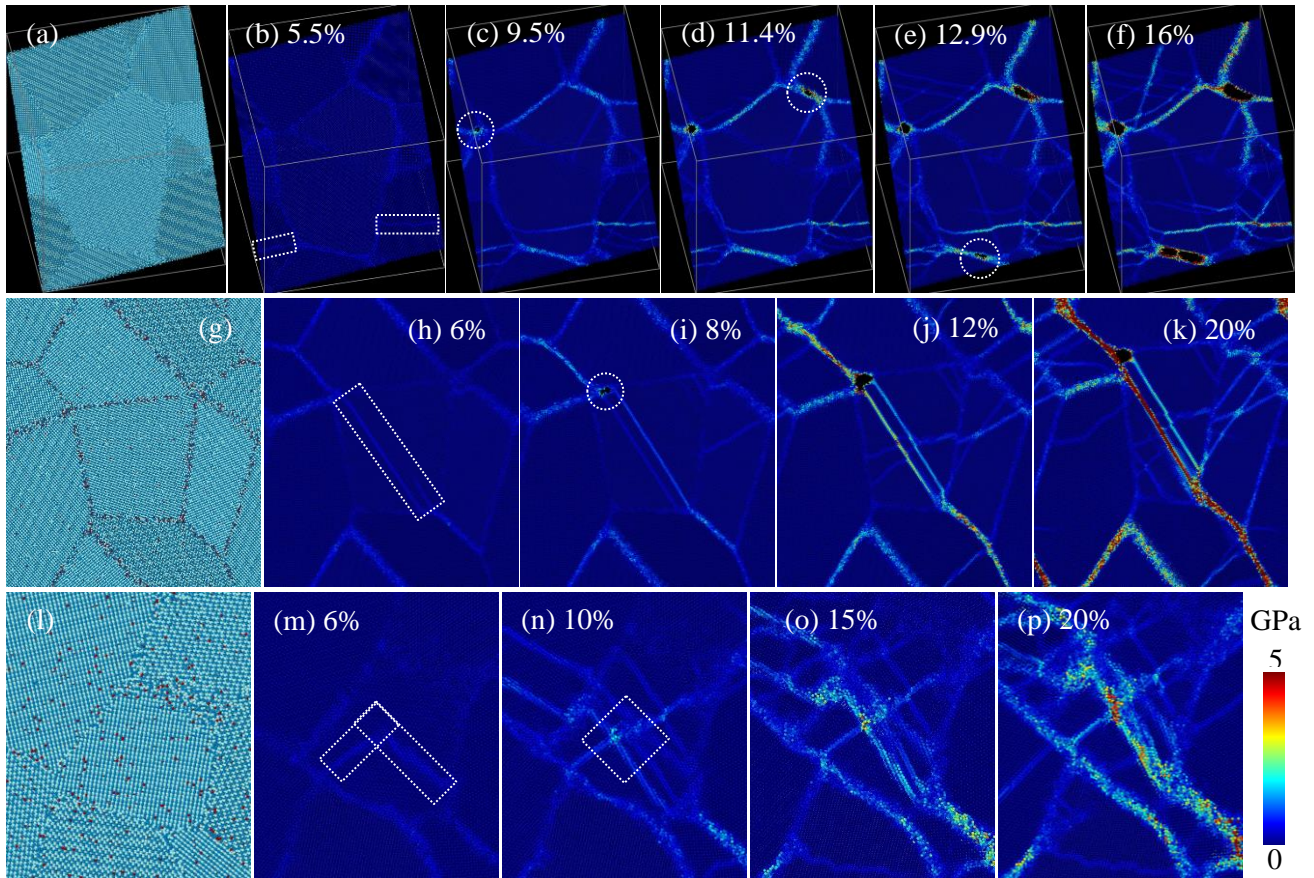 (a)
(b) 5.5%
(c) 9.5%
(d) 11.4%
(e) 12.9%
(f) 16%
(g)
(h) 6%
(i) 8%
(j) 12%
(k) 20%
(l)
(m) 6%
(n) 10%
(o) 15%
(p) 20%
GPa
5
0